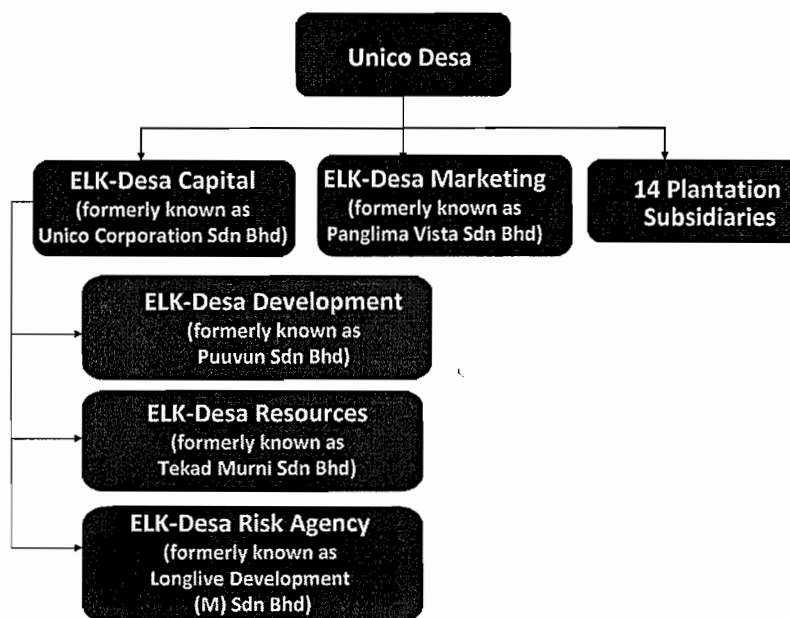 Unico Desa
ELK-Desa Capital
(formerly known as
Unico Corporation Sdn Bhd)
ELK-Desa Marketing
(formerly known as
Panglima Vista Sdn Bhd)
14 Plantation
Subsidiaries
ELK-Desa Development
(formerly known as
Puuvun Sdn Bhd)
ELK-Desa Resources
(formerly known as
Tekad Murni Sdn Bhd)
ELK-Desa Risk Agency
(formerly known as
Longlive Development
(M) Sdn Bhd)